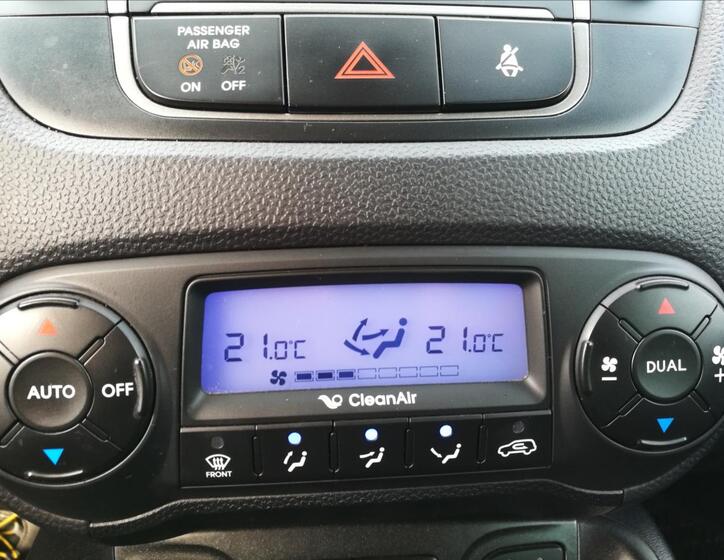 PASSENGER
AIR BAG
ON OFF
21.0°C 21.0°C
CleanAir
AUTO OFF
DUAL
FRONT